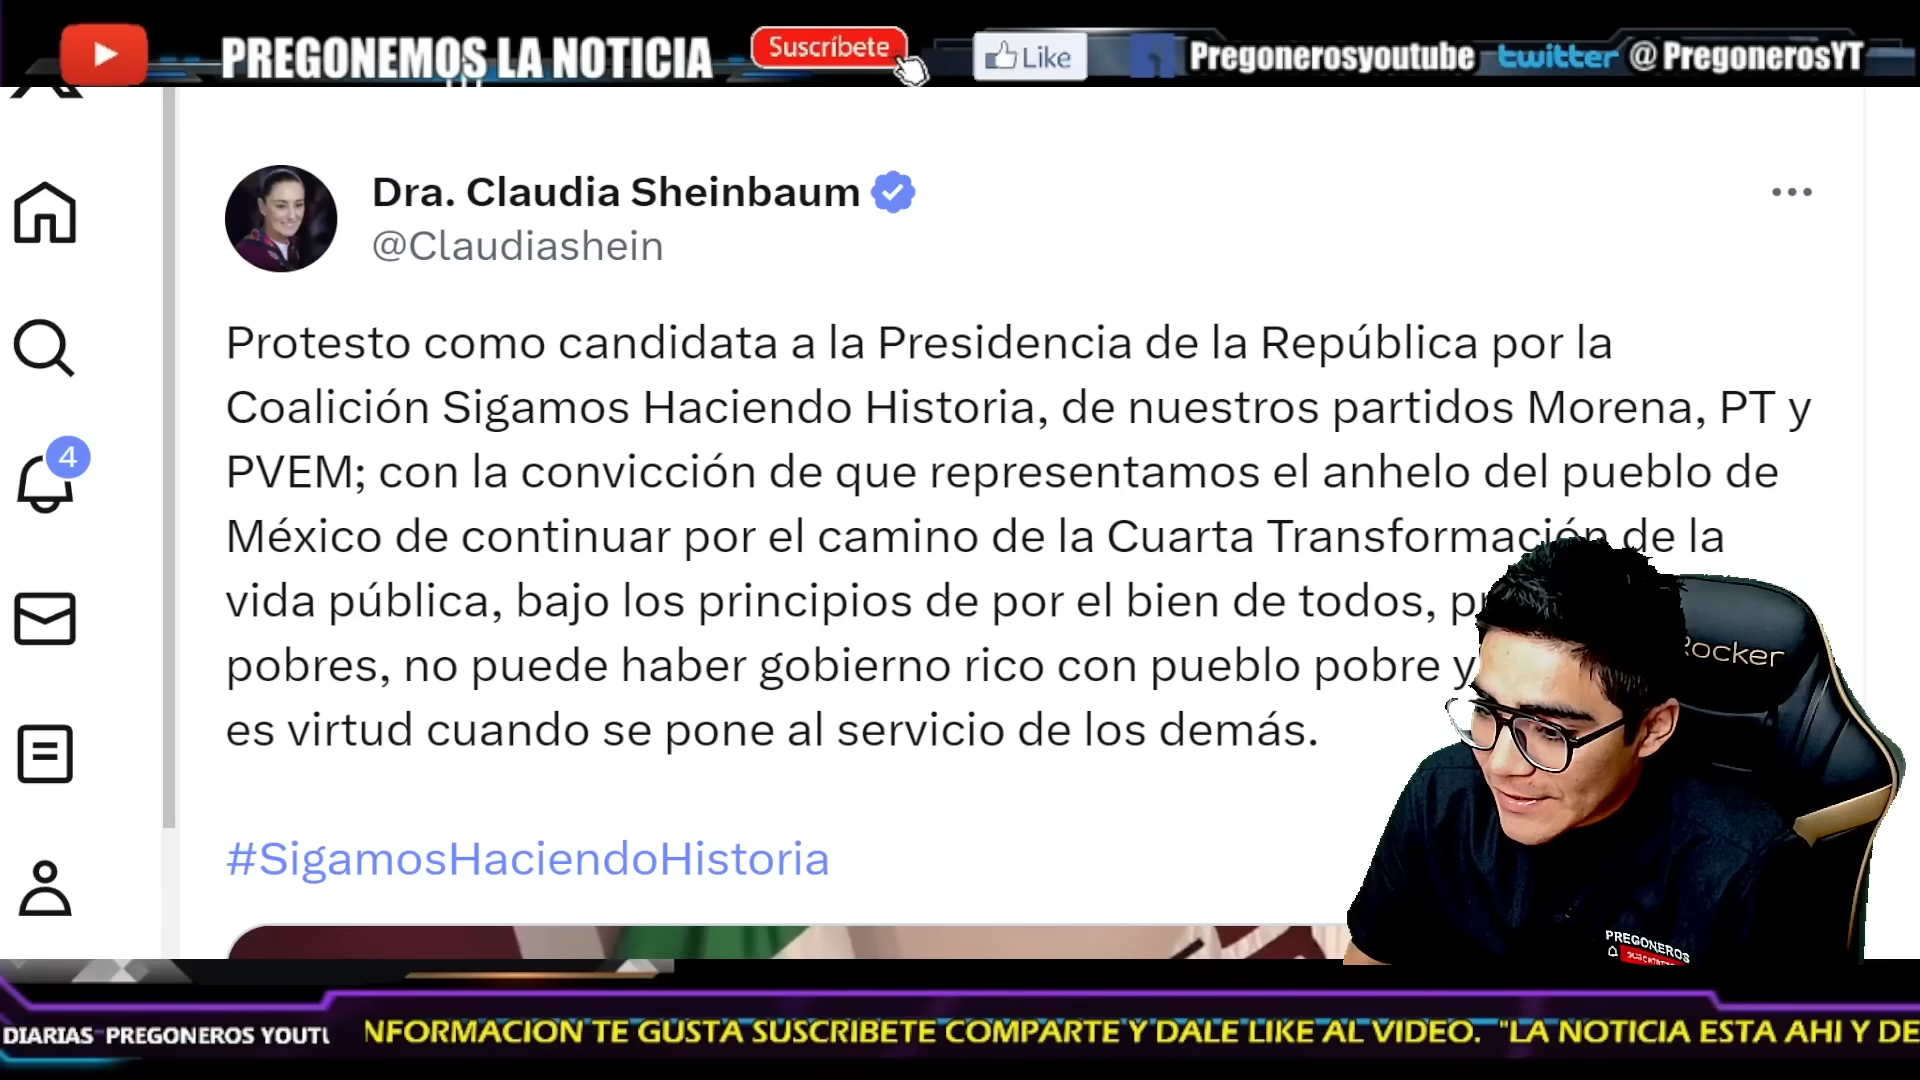 PREGONEMOS LA NOTICIA
Suscríbete
Like
Pregonerosyoutube
twitter @PregonerosYT
Dra. Claudia Sheinbaum
@Claudiashein
4
Protesto como candidata a la Presidencia de la República por la
Coalición Sigamos Haciendo Historia, de nuestros partidos Morena, PT y
PVEM; con la convicción de que representamos el anhelo del pueblo de
México de continuar por el camino de la Cuarta Transformación de la
vida pública, bajo los principios de por el bien de todos,
pobres, no puede haber gobierno rico con pueblo pobre y
es virtud cuando se pone al servicio de los demás.
#SigamosHaciendoHistoria
Rocker
PREGONEROS
DIARIAS PREGONEROS YOUTU
NFORMACION TE GUSTA SUSCRIBETE COMPARTE Y DALE LIKE AL VIDEO. "LA NOTICIA ESTA AHI Y DE